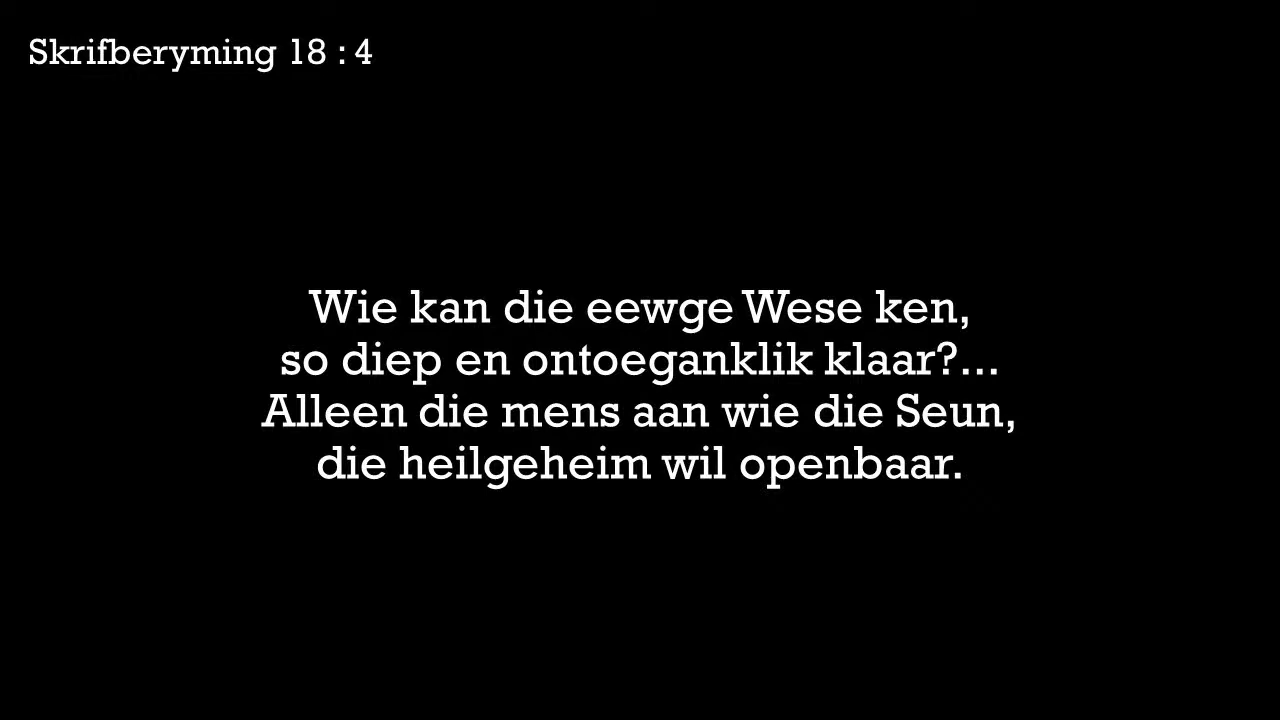 Skrifberyming 18 : 4
Wie kan die eewge Wese ken,
so diep en ontoeganklik klaar?...
Alleen die mens aan wie die Seun,
die heilgeheim wil openbaar.